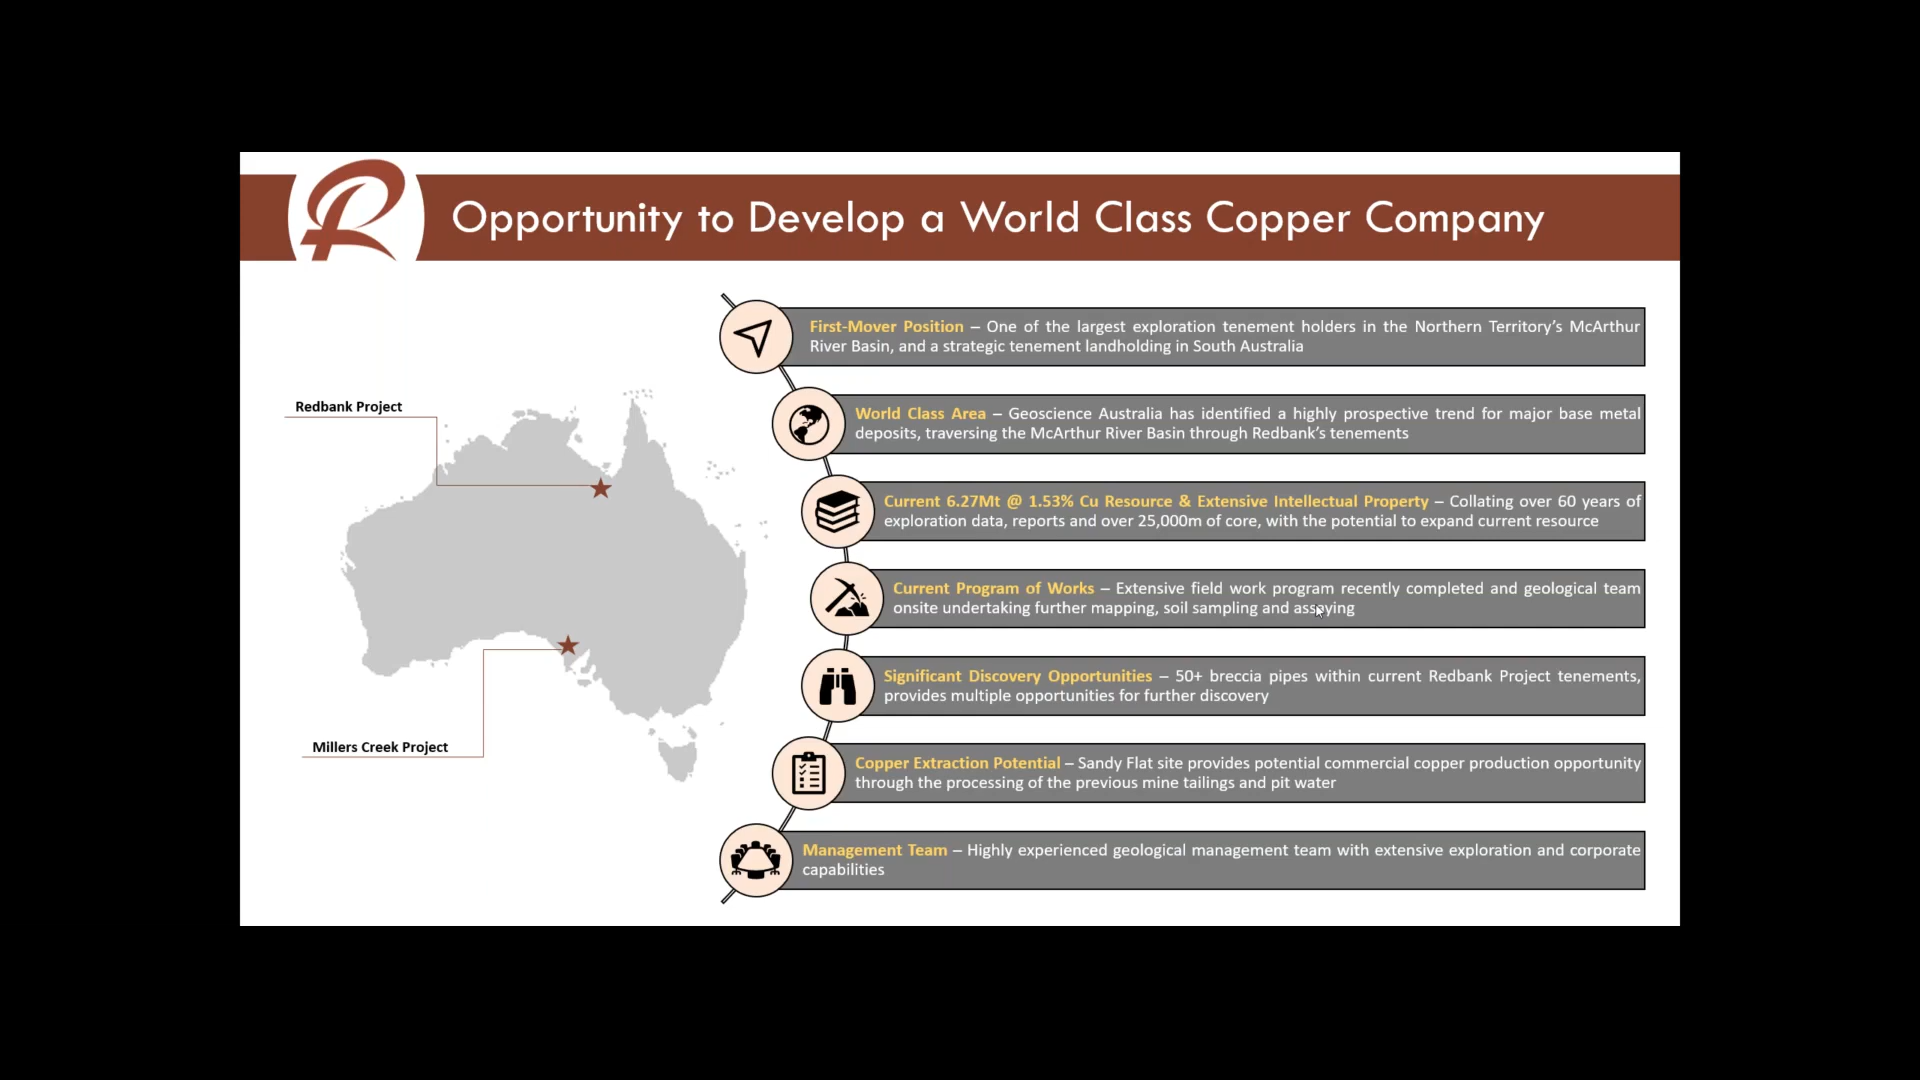 Opportunity to Develop a World Class Copper Company
First-Mover Position – One of the largest exploration tenement holders in the Northern Territory's McArthur
River Basin, and a strategic tenement landholding in South Australia
Redbank Project
World Class Area – Geoscience Australia has identified a highly prospective trend for major base metal
deposits, traversing the McArthur River Basin through Redbank's tenements
Current 6.27Mt @ 1.53% Cu Resource & Extensive Intellectual Property – Collating over 60 years of
exploration data, reports and over 25,000m of core, with the potential to expand current resource
Current Program of Works – Extensive field work program recently completed and geological team
onsite undertaking further mapping, soil sampling and assaying
Significant Discovery Opportunities – 50+ breccia pipes within current Redbank Project tenements,
provides multiple opportunities for further discovery
Millers Creek Project
Copper Extraction Potential – Sandy Flat site provides potential commercial copper production opportunity
through the processing of the previous mine tailings and pit water
Management Team – Highly experienced geological management team with extensive exploration and corporate
capabilities